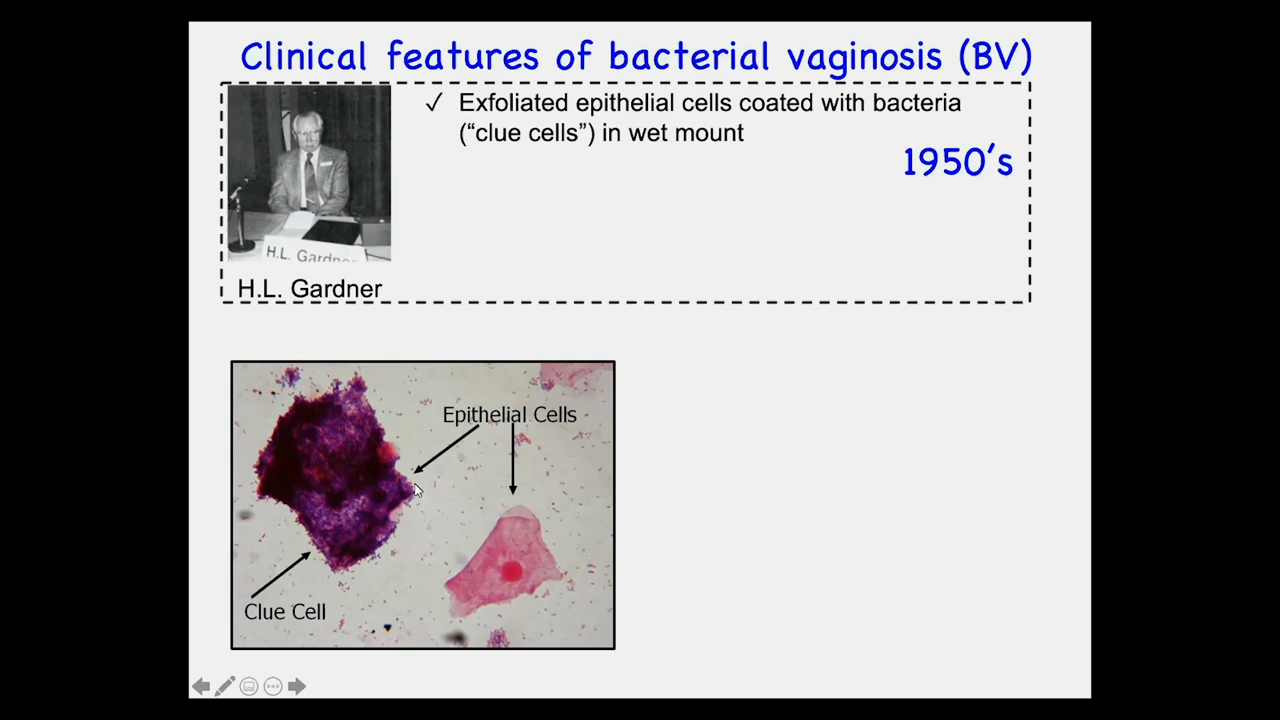 Clinical features of bacterial vaginosis (BV)
✓ Exfoliated epithelial cells coated with bacteria
("clue cells") in wet mount
1950's
H.L. Gardner
H.L. Gardner
Epithelial Cells
Clue Cell